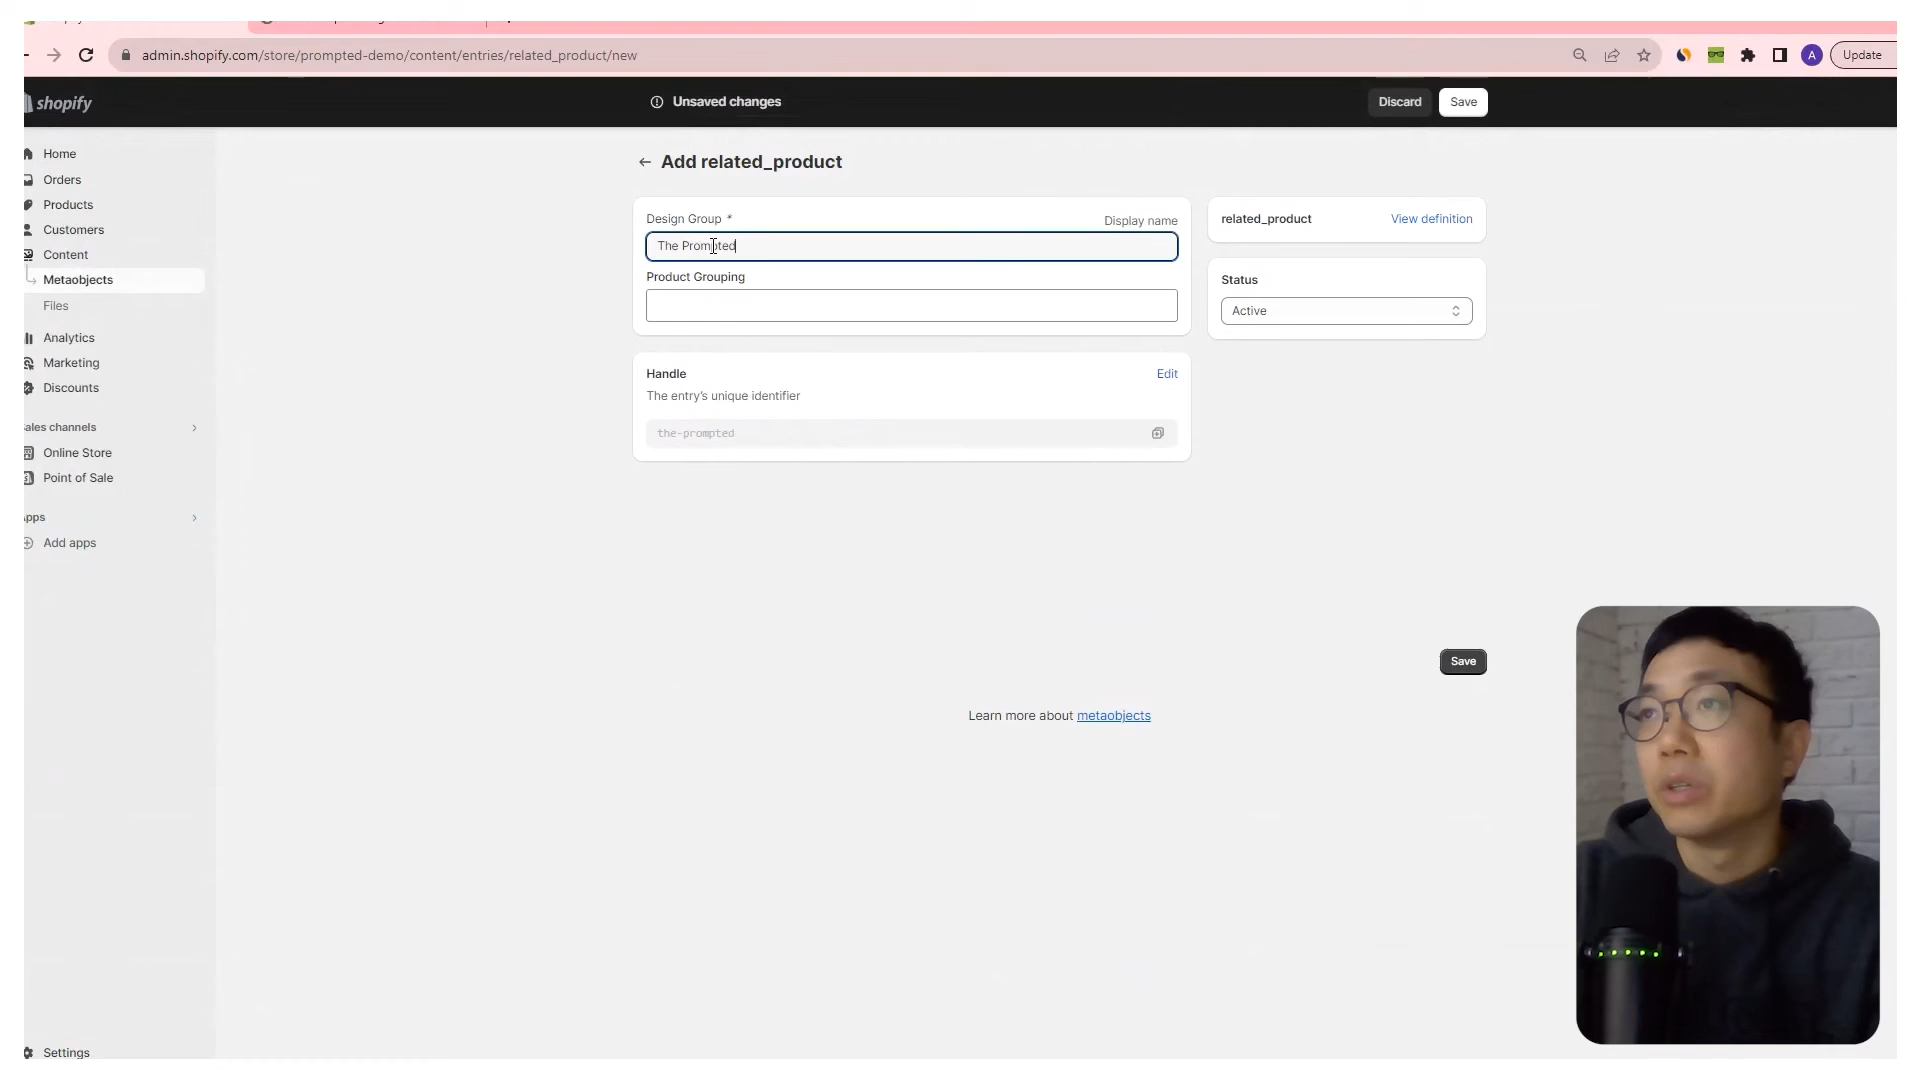 admin.shopify.com/store/prompted-demo/content/entries/related_product/new
A
Update
shopify
Unsaved changes
Discard
Save
Home
Orders
Products
Customers
Content
Metaobjects
Files
Analytics
Marketing
Discounts
ales channels
Online Store
Point of Sale
pps
Add apps
Settings
Add related_product
Design Group *
Display name
The Prompted
Product Grouping
Handle
Edit
The entry's unique identifier
the-prompted
related_product
View definition
Status
Active
Save
Learn more about metaobjects